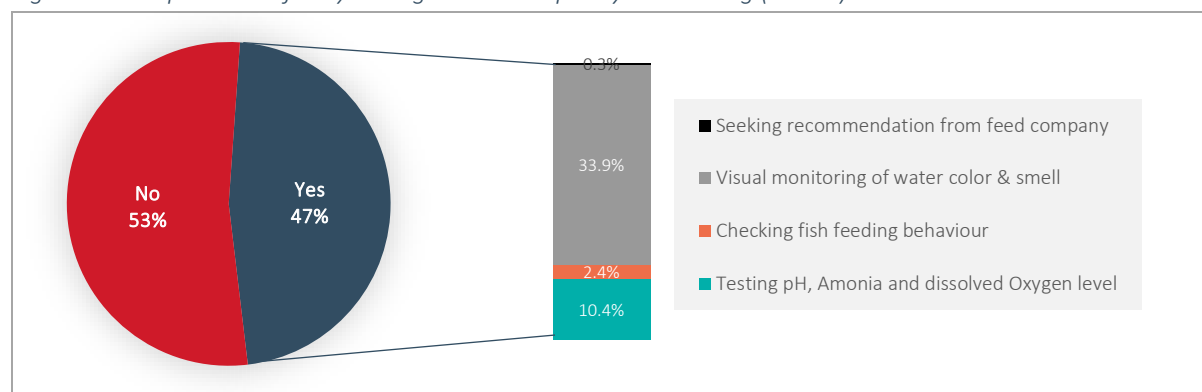 0.3%
33.9%
2.4%
10.4%
No
53%
Yes
47%
Seeking recommendation from feed company
Visual monitoring of water color & smell
Checking fish feeding behaviour
Testing pH, Amonia and dissolved Oxygen level